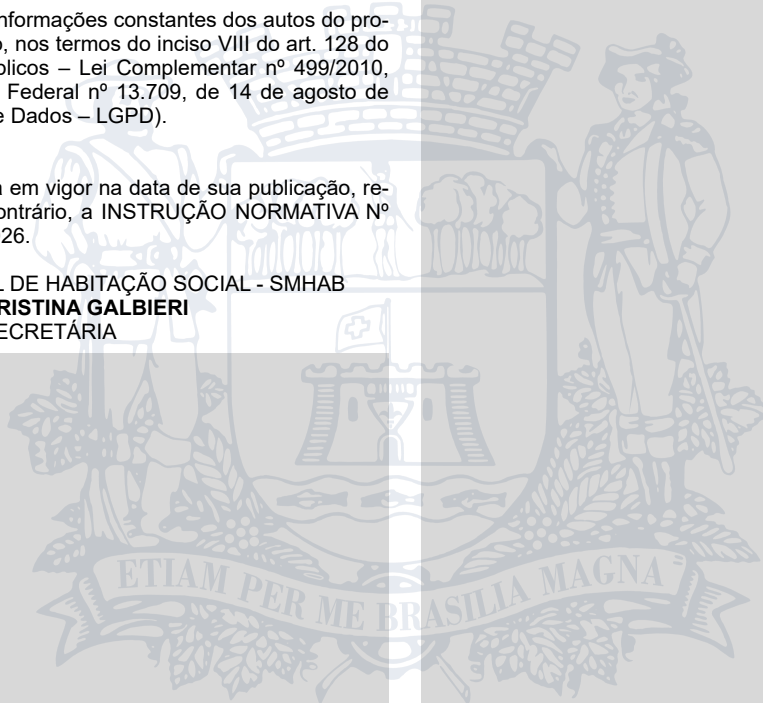 nformações constantes dos autos do pro-
o, nos termos do inciso VIII do art. 128 do
blicos – Lei Complementar nº 499/2010,
Federal nº 13.709, de 14 de agosto de
e Dados – LGPD).
a em vigor na data de sua publicação, re-
ontrário, a INSTRUÇÃO NORMATIVA Nº
026.
L DE HABITAÇÃO SOCIAL - SMHAB
RISTINA GALBIERI
ECRETÁRIA
ETIAM PER ME BRASILIA MAGNA